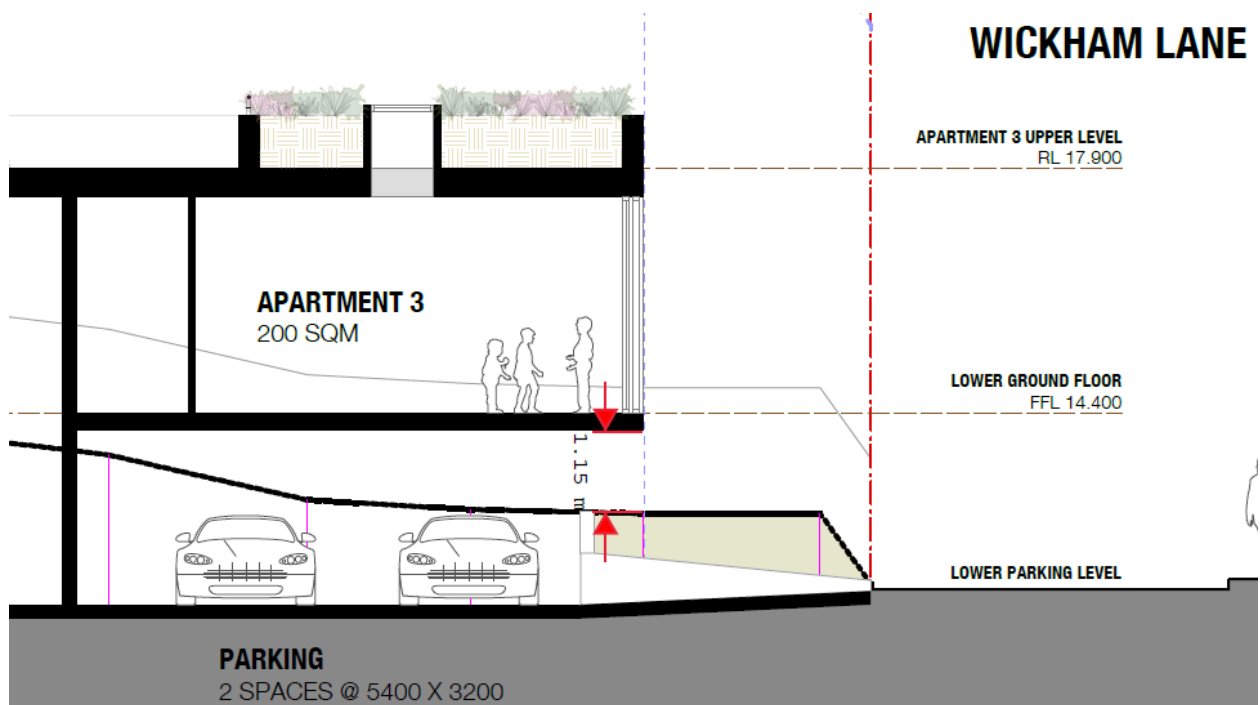 WICKHAM LANE
APARTMENT 3 UPPER LEVEL
RL 17.900
APARTMENT 3
200 SQM
LOWER GROUND FLOOR
FFL 14.400
1.15 m
LOWER PARKING LEVEL
PARKING
2 SPACES @ 5400 X 3200